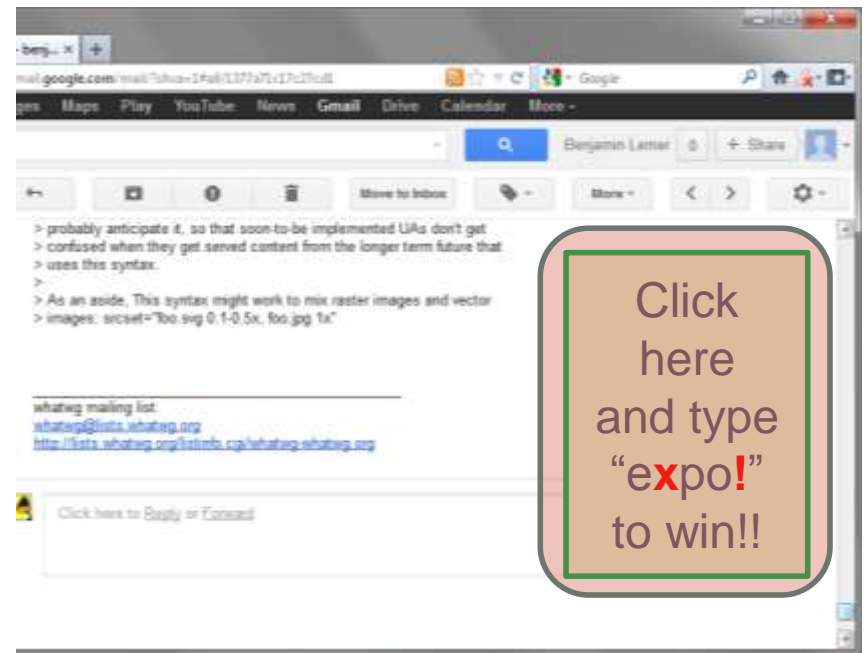 - benj... ×
google.com
Google
Maps Play YouTube News Gmail Drive Calendar More
Benjamin Lerner 0 + Share
Move to Inbox More
> probably anticipate it, so that soon-to-be implemented UAs don't get
> confused when they get served content from the longer term future that
> uses this syntax.
>
> As an aside, This syntax might work to mix raster images and vector
> images: srcset="foo.svg 0.1-0.5x, foo.jpg 1x"
whatwg mailing list
whatwg@lists.whatwg.org
http://lists.whatwg.org/listinfo.cgi/whatwg-whatwg.org
Click here to Reply or Forward
Click
here
and type
“expo!”
to win!!